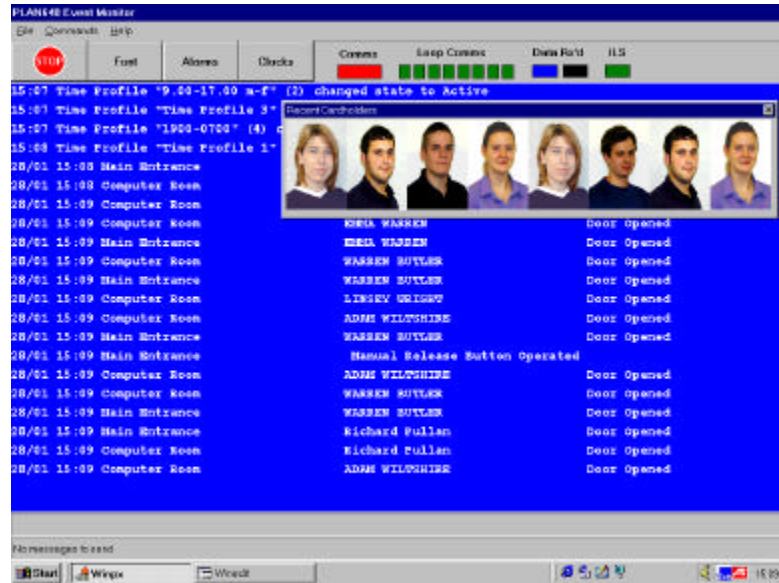 PLAN648 Event Monitor
File Commands Help
STOP Font Alarms Clocks Comms Loop Comms Data Rx'd ILS
15:07 Time Profile "9.00-17.00 m-f" (2) changed state to Active
15:07 Time Profile "Time Profile 3"
Recent Cardholders
15:07 Time Profile "1900-0700" (4)
15:08 Time Profile "Time Profile 1"
28/01 15:08 Main Entrance
28/01 15:08 Computer Room
28/01 15:09 Computer Room
28/01 15:09 Computer Room EMMA WARREN Door Opened
28/01 15:09 Main Entrance EMMA WARREN Door Opened
28/01 15:09 Computer Room WARREN BUTLER Door Opened
28/01 15:09 Computer Room LINSEY WRIGHT Door Opened
28/01 15:09 Computer Room ADAM WILTSHIRE Door Opened
28/01 15:09 Main Entrance WARREN BUTLER Door Opened
28/01 15:09 Main Entrance Manual Release Button Operated
28/01 15:09 Computer Room ADAM WILTSHIRE Door Opened
28/01 15:09 Computer Room WARREN BUTLER Door Opened
28/01 15:09 Main Entrance WARREN BUTLER Door Opened
28/01 15:09 Main Entrance Richard Pullan Door Opened
28/01 15:09 Computer Room Richard Pullan Door Opened
28/01 15:09 Computer Room ADAM WILTSHIRE Door Opened
No messages to send
Start Winpx Winedit 15:09